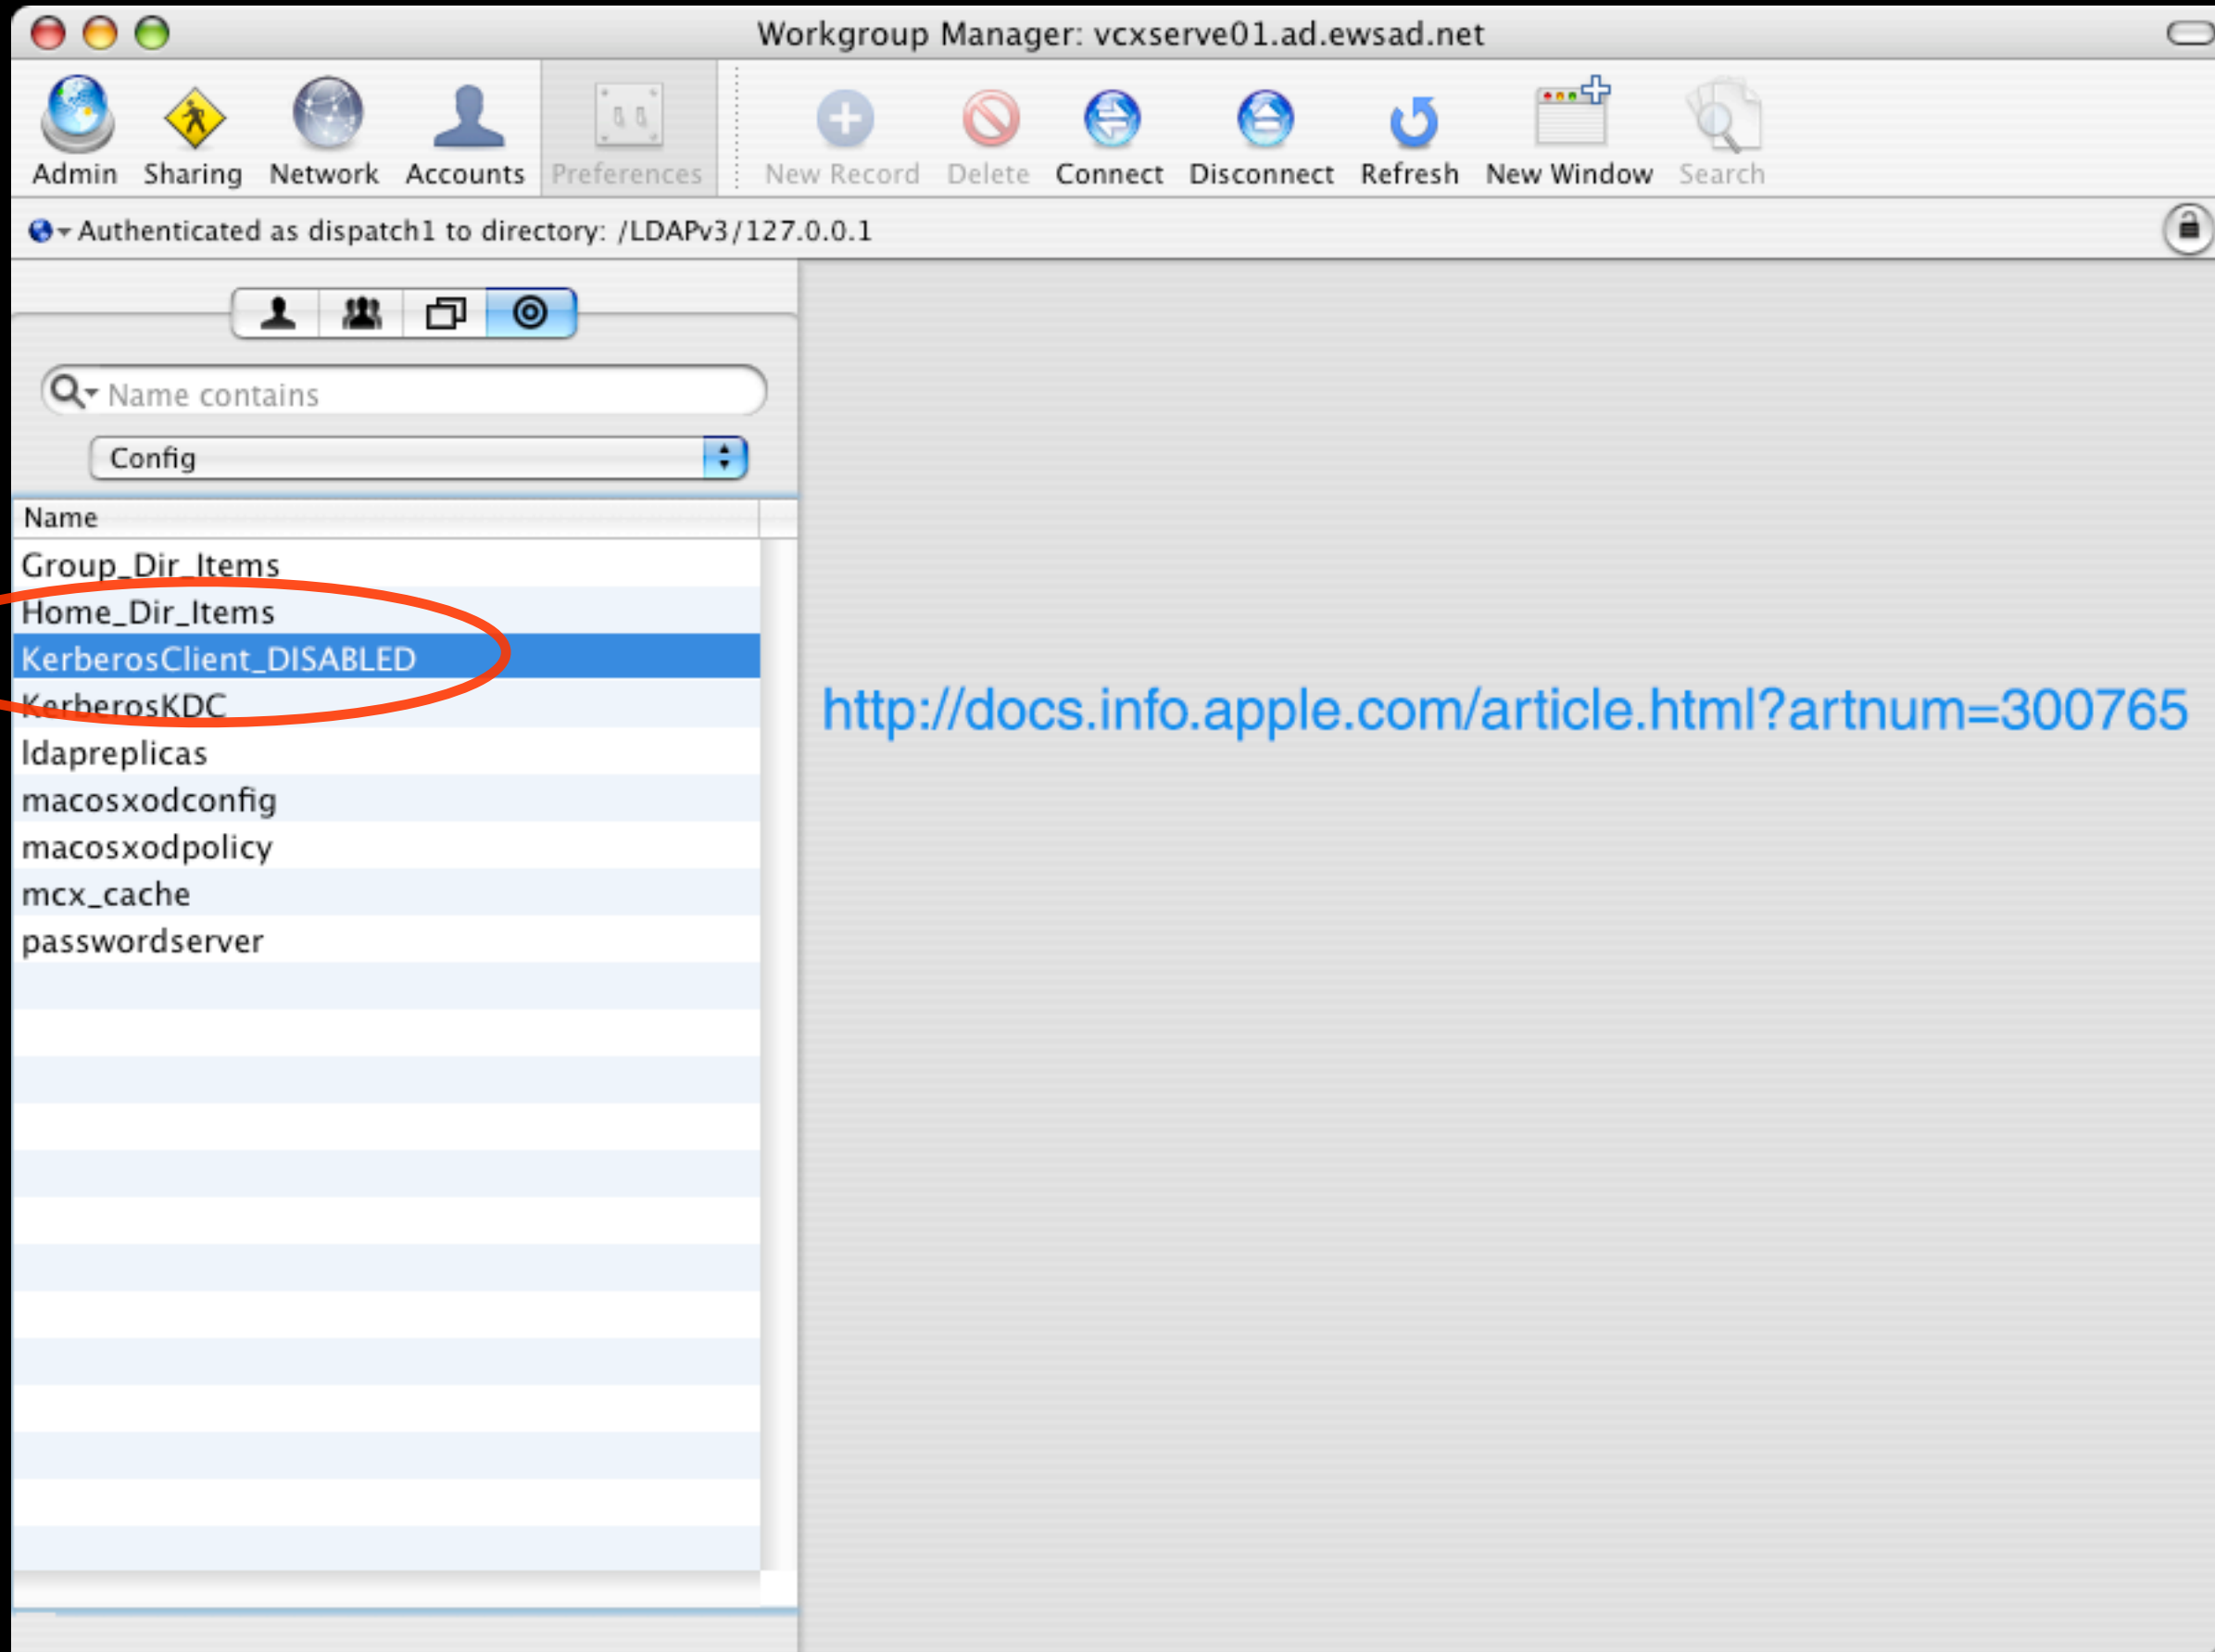 Workgroup Manager: vcxserve01.ad.ewsad.net
Admin Sharing Network Accounts Preferences New Record Delete Connect Disconnect Refresh New Window Search
Authenticated as dispatch1 to directory: /LDAPv3/127.0.0.1
Name contains
Config
Name
Group_Dir_Items
Home_Dir_Items
KerberosClient_DISABLED
KerberosKDC
http://docs.info.apple.com/article.html?artnum=300765
ldapreplicas
macosxodconfig
macosxodpolicy
mcx_cache
passwordserver